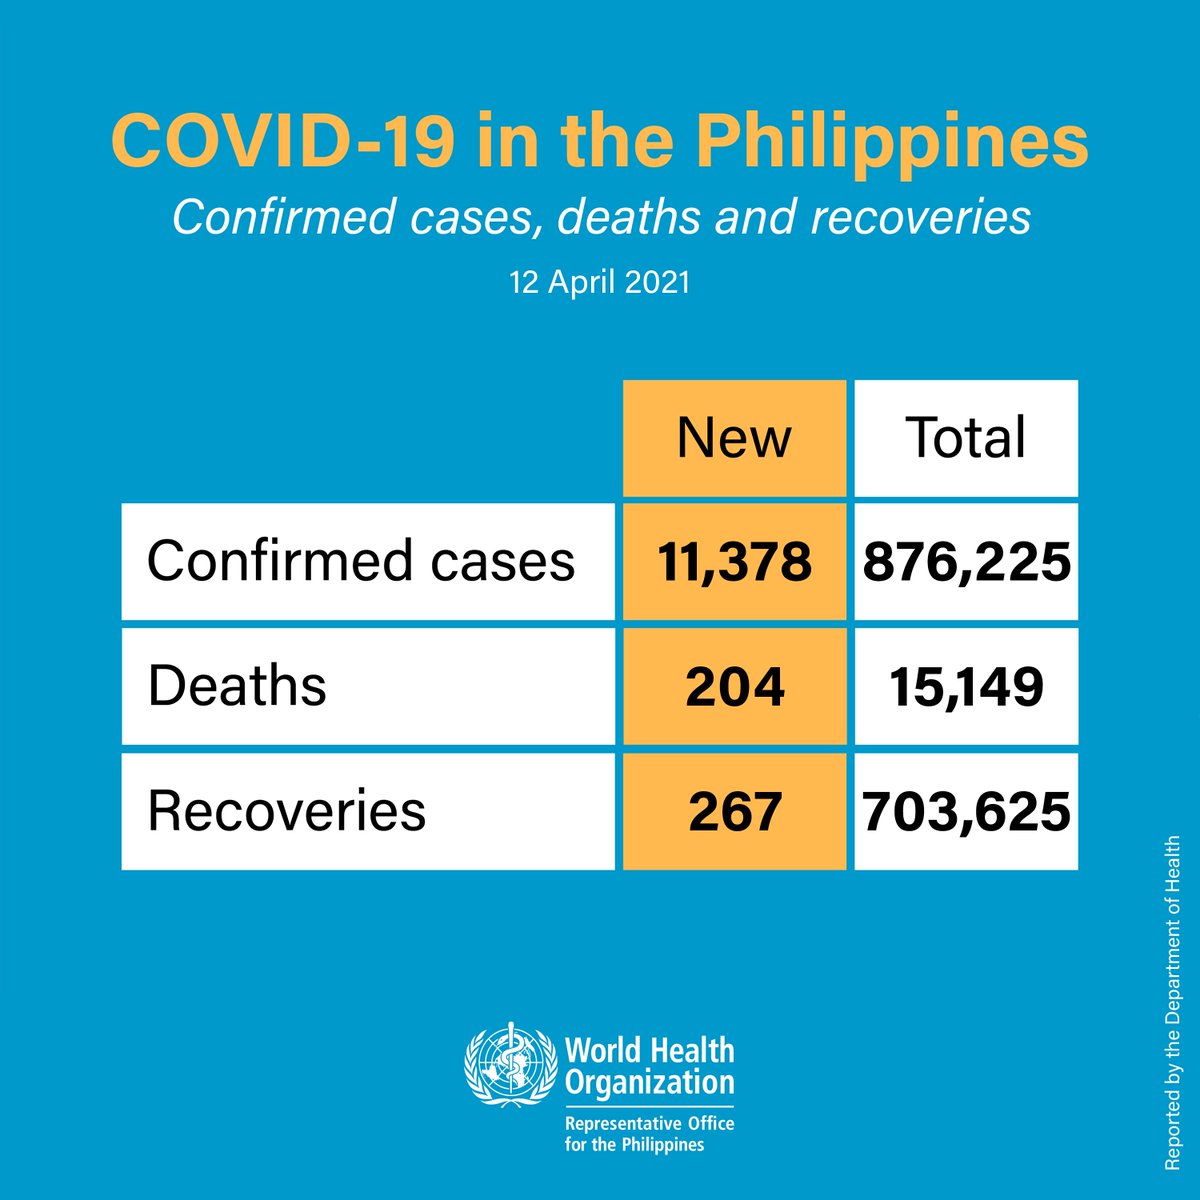 COVID-19 in the Philippines
Confirmed cases, deaths and recoveries
12 April 2021
New Total
Confirmed cases 11,378 876,225
Deaths 204 15,149
Recoveries 267 703,625
Reported by the Department of Health
World Health
Organization
Representative Office
for the Philippines